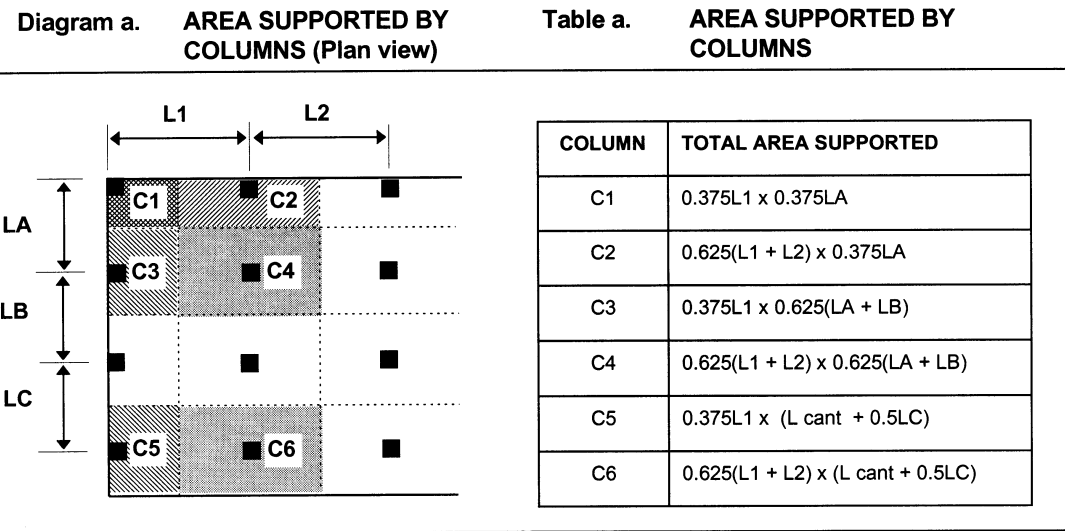 Diagram a. AREA SUPPORTED BY
COLUMNS (Plan view)
Table a. AREA SUPPORTED BY
COLUMNS
L1 L2
LA
LB
LC
C1 C2
C3 C4
C5 C6
COLUMN TOTAL AREA SUPPORTED
C1 0.375L1 x 0.375LA
C2 0.625(L1 + L2) x 0.375LA
C3 0.375L1 x 0.625(LA + LB)
C4 0.625(L1 + L2) x 0.625(LA + LB)
C5 0.375L1 x (L cant + 0.5LC)
C6 0.625(L1 + L2) x (L cant + 0.5LC)